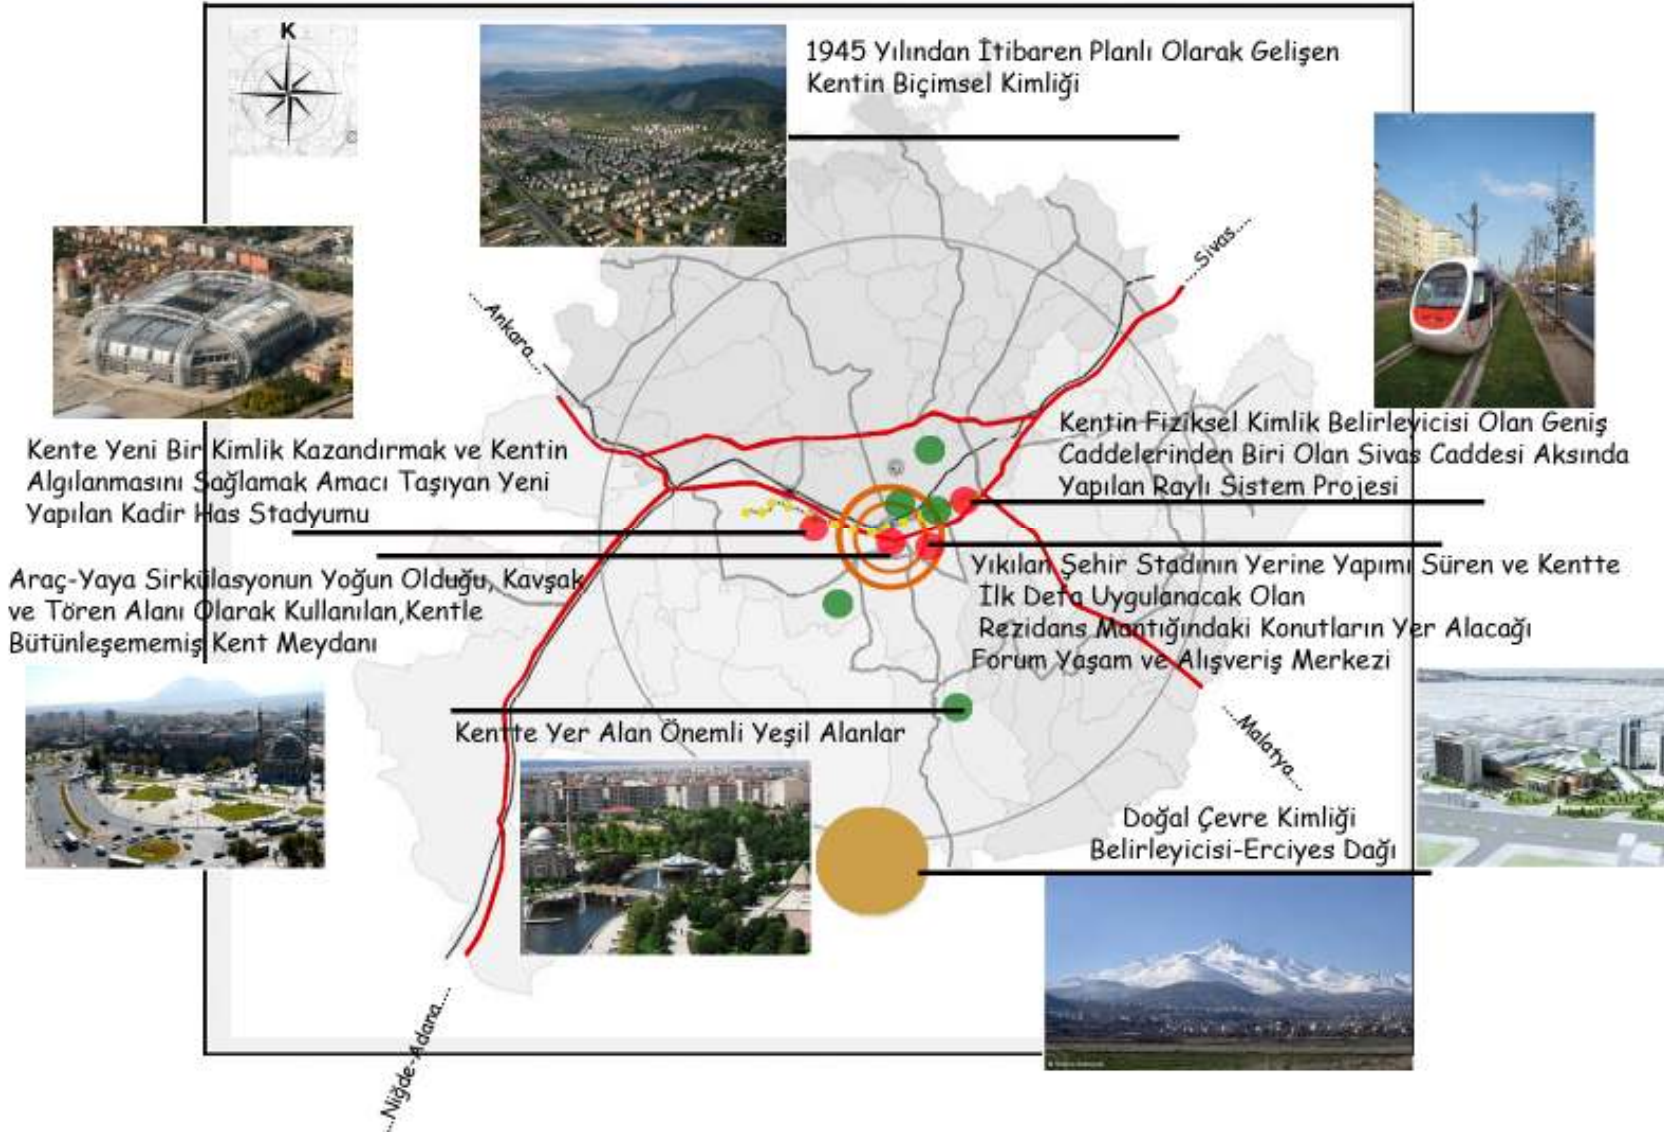 K
1945 Yılından İtibaren Planlı Olarak Gelişen
Kentin Biçimsel Kimliği
....Sivas....
....Ankara....
Kente Yeni Bir Kimlik Kazandırmak ve Kentin
Algılanmasını Sağlamak Amacı Taşıyan Yeni
Yapılan Kadir Has Stadyumu
Kentin Fiziksel Kimlik Belirleyicisi Olan Geniş
Caddelerinden Biri Olan Sivas Caddesi Aksında
Yapılan Raylı Sistem Projesi
Araç-Yaya Sirkülasyonun Yoğun Olduğu, Kavşak
ve Tören Alanı Olarak Kullanılan,Kentle
Bütünleşememiş Kent Meydanı
Yıkılan Şehir Stadının Yerine Yapımı Süren ve Kentte
İlk Defa Uygulanacak Olan
Rezidans Mantığındaki Konutların Yer Alacağı
Forum Yaşam ve Alışveriş Merkezi
Kentte Yer Alan Önemli Yeşil Alanlar
....Malatya....
Doğal Çevre Kimliği
Belirleyicisi-Erciyes Dağı
...Niğde-Adana....